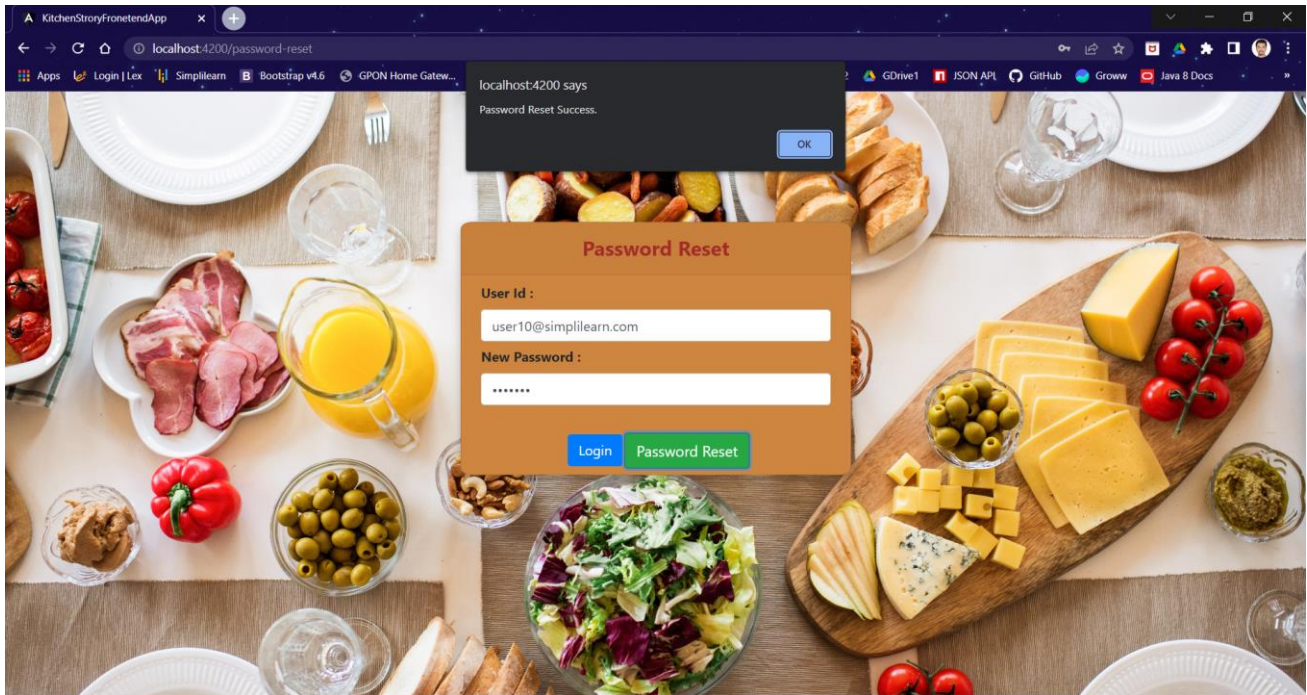 KitchenStroryFronetendApp
localhost:4200/password-reset
Apps Login | Lex Simplilearn Bootstrap v4.6 GPON Home Gatew... GDrive1 JSON API, GitHub Groww Java 8 Docs »
localhost:4200 says
Password Reset Success.
OK
Password Reset
User Id :
user10@simplilearn.com
New Password :
•••••••
Login Password Reset